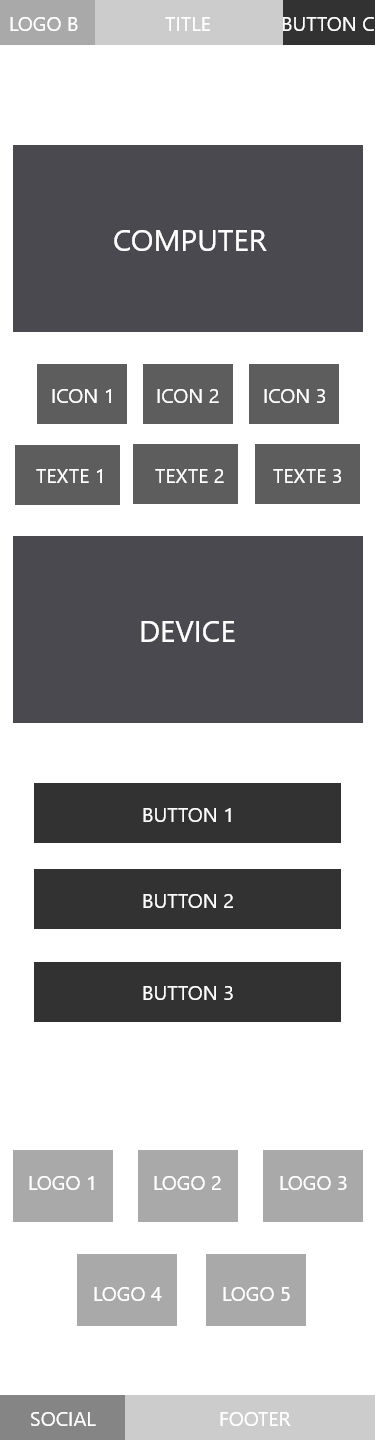 LOGO B
TITLE
BUTTON C
COMPUTER
ICON 1
ICON 2
ICON 3
TEXTE 1
TEXTE 2
TEXTE 3
DEVICE
BUTTON 1
BUTTON 2
BUTTON 3
LOGO 1
LOGO 2
LOGO 3
LOGO 4
LOGO 5
SOCIAL
FOOTER